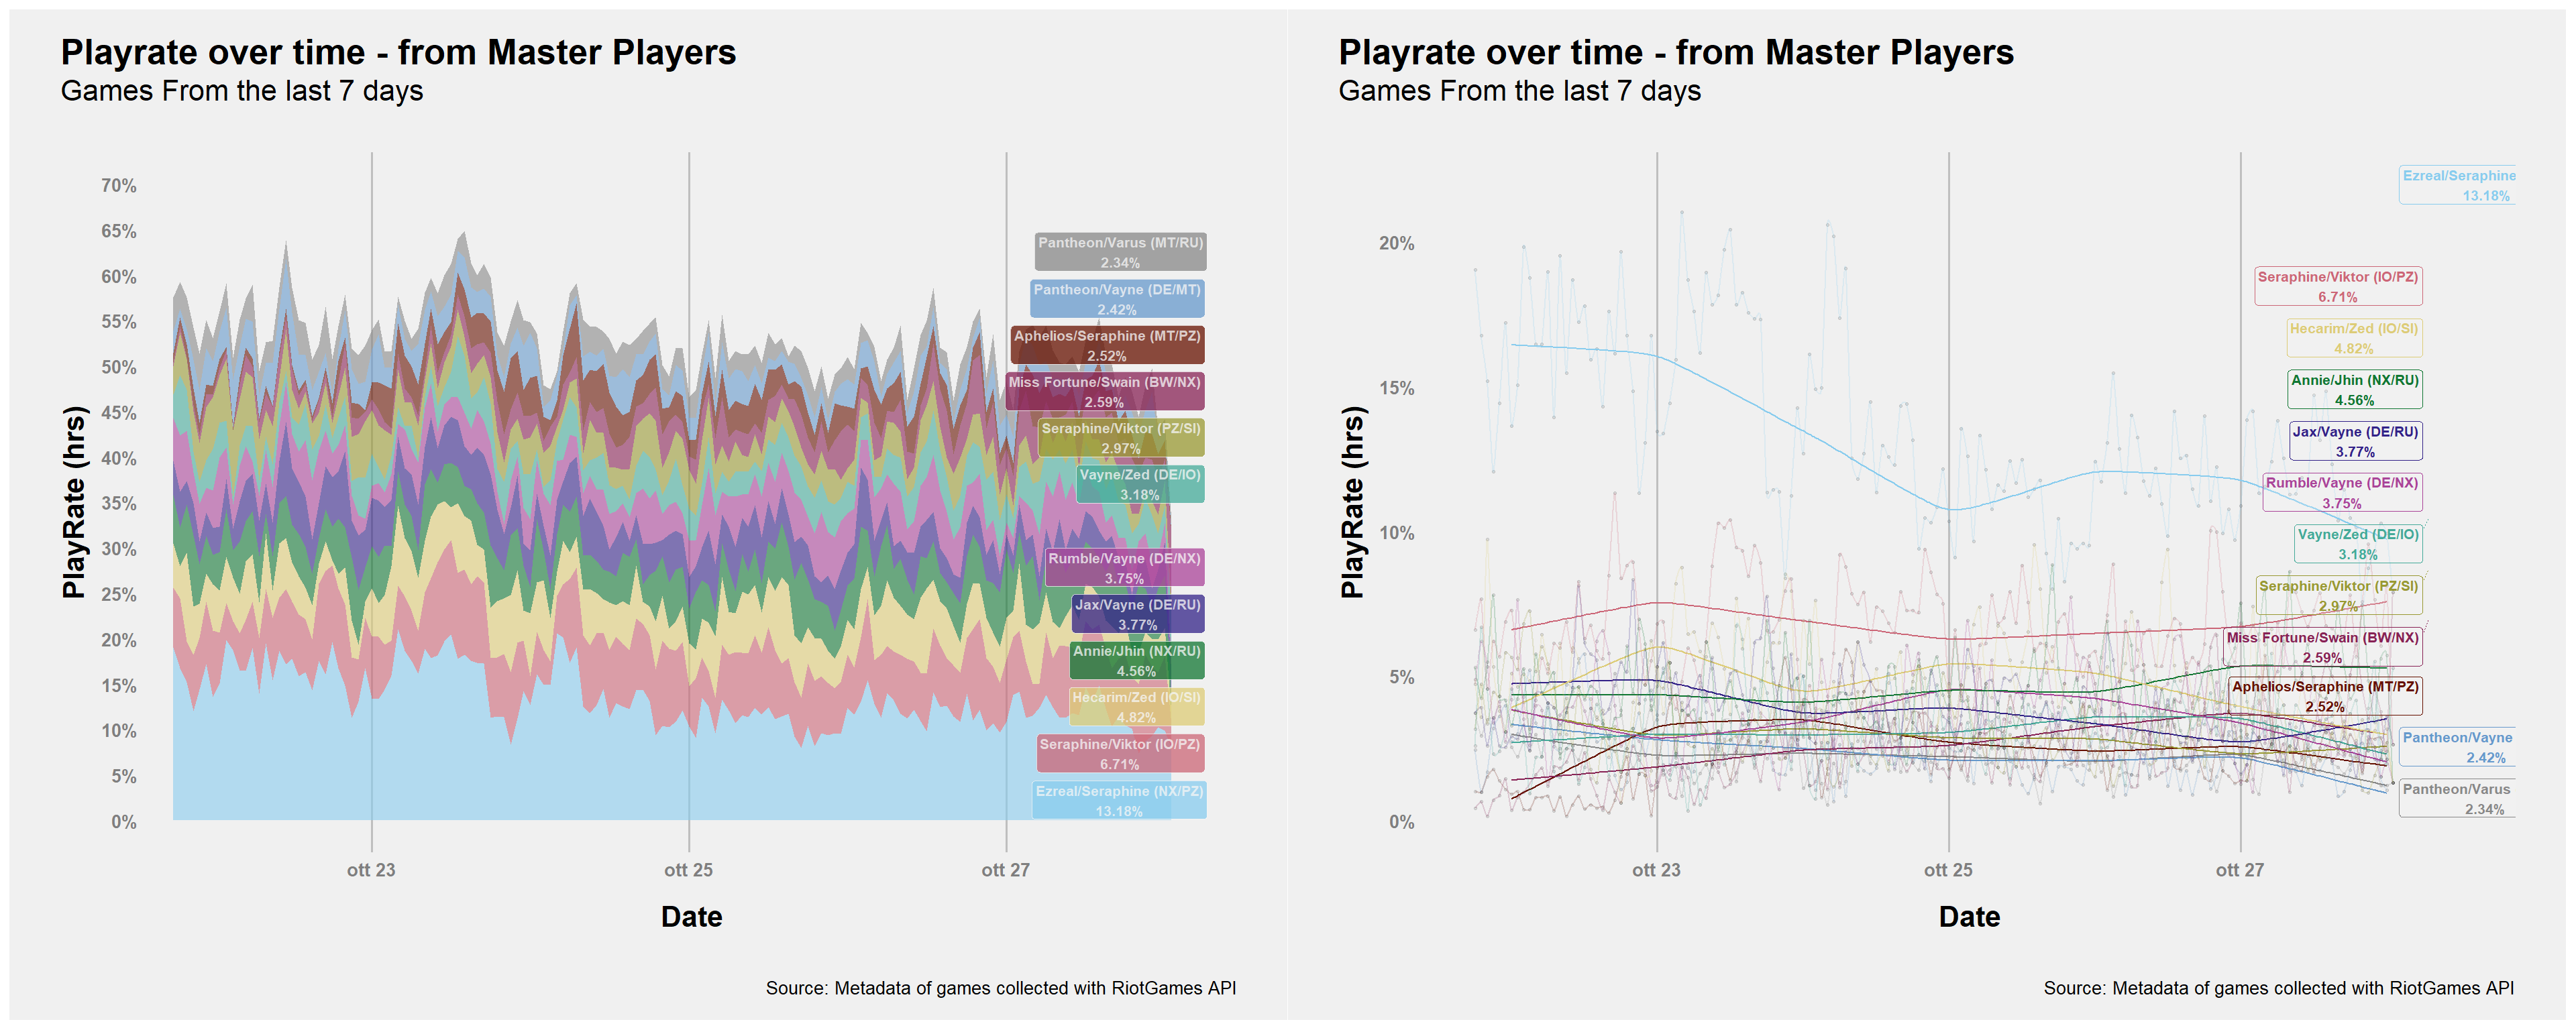 Playrate over time - from Master Players
Games From the last 7 days
PlayRate (hrs)
70%
65%
60%
55%
50%
45%
40%
35%
30%
25%
20%
15%
10%
5%
0%
Pantheon/Varus (MT/RU)
2.34%
Pantheon/Vayne (DE/MT)
2.42%
Aphelios/Seraphine (MT/PZ)
2.52%
Miss Fortune/Swain (BW/NX)
2.59%
Seraphine/Viktor (PZ/SI)
2.97%
Vayne/Zed (DE/IO)
3.18%
Rumble/Vayne (DE/NX)
3.75%
Jax/Vayne (DE/RU)
3.77%
Annie/Jhin (NX/RU)
4.56%
Hecarim/Zed (IO/SI)
4.82%
Seraphine/Viktor (IO/PZ)
6.71%
Ezreal/Seraphine (NX/PZ)
13.18%
ott 23
ott 25
ott 27
Date
Source: Metadata of games collected with RiotGames API
Playrate over time - from Master Players
Games From the last 7 days
PlayRate (hrs)
20%
15%
10%
5%
0%
Ezreal/Seraphine
13.18%
Seraphine/Viktor (IO/PZ)
6.71%
Hecarim/Zed (IO/SI)
4.82%
Annie/Jhin (NX/RU)
4.56%
Jax/Vayne (DE/RU)
3.77%
Rumble/Vayne (DE/NX)
3.75%
Vayne/Zed (DE/IO)
3.18%
Seraphine/Viktor (PZ/SI)
2.97%
Miss Fortune/Swain (BW/NX)
2.59%
Aphelios/Seraphine (MT/PZ)
2.52%
Pantheon/Vayne
2.42%
Pantheon/Varus
2.34%
ott 23
ott 25
ott 27
Date
Source: Metadata of games collected with RiotGames API